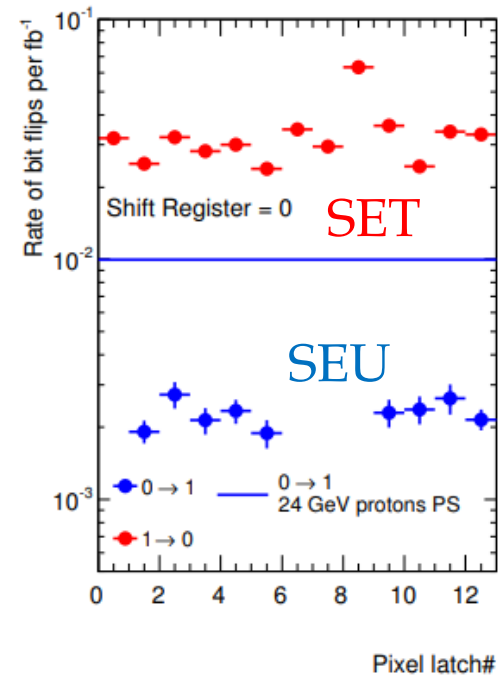 Rate of bit flips per fb⁻¹
10⁻¹
10⁻²
10⁻³
Shift Register = 0
SET
SEU
0 → 1
0 → 1
24 GeV protons PS
1 → 0
0 2 4 6 8 10 12
Pixel latch#